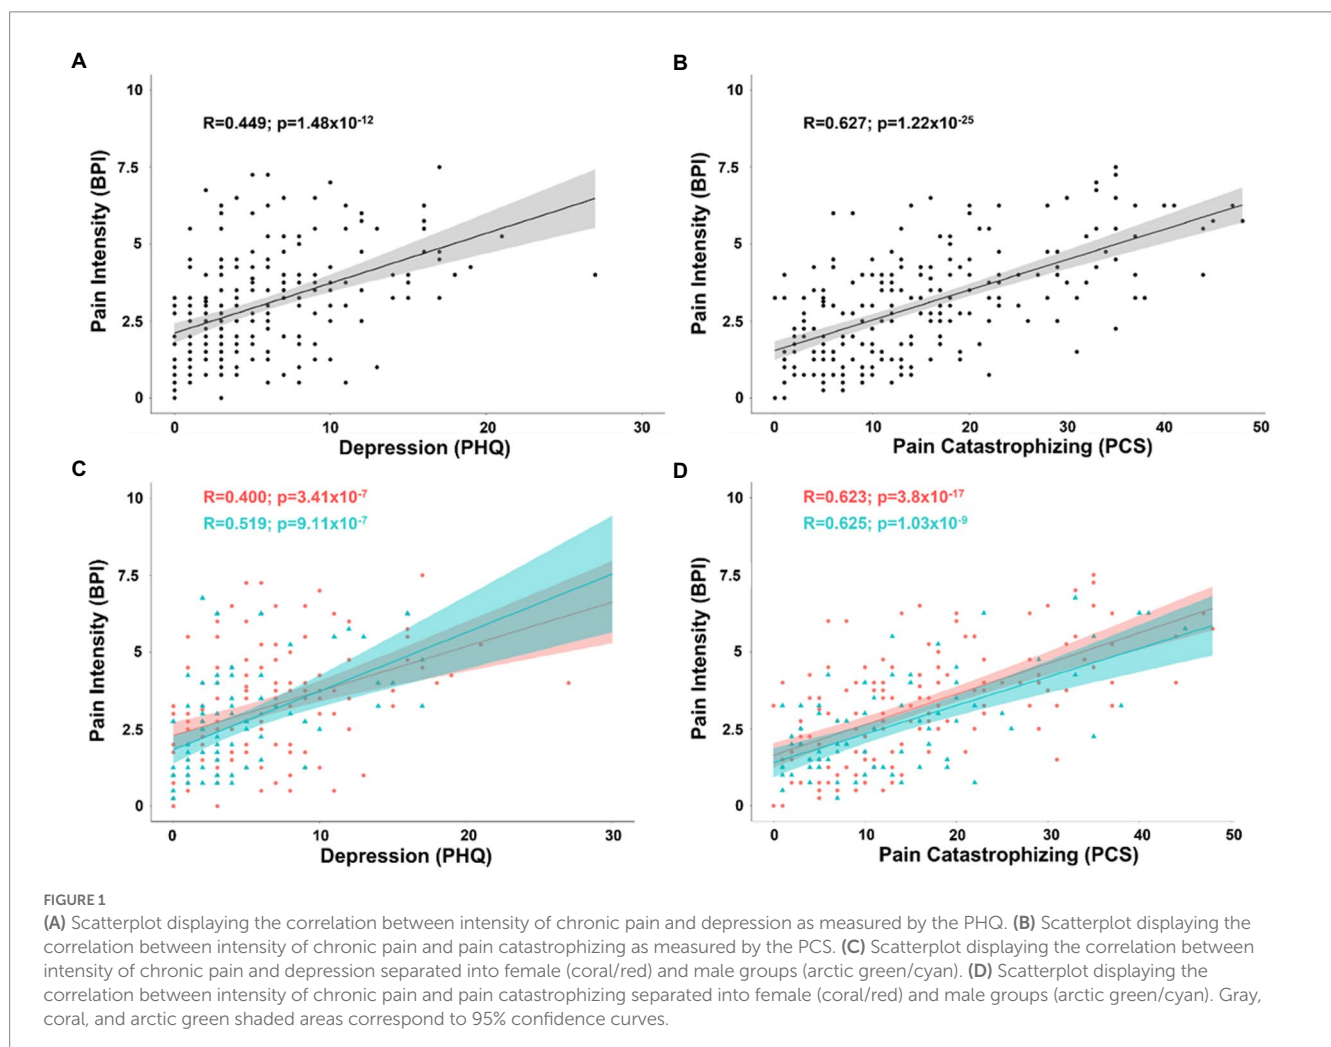 A
10
7.5
5
2.5
0
Pain Intensity (BPI)
R=0.449; p=1.48x10-12
0 10 20 30
Depression (PHQ)
B
10
7.5
5
2.5
0
Pain Intensity (BPI)
R=0.627; p=1.22x10-25
0 10 20 30 40 50
Pain Catastrophizing (PCS)
C
10
7.5
5
2.5
0
Pain Intensity (BPI)
R=0.400; p=3.41x10-7
R=0.519; p=9.11x10-7
0 10 20 30
Depression (PHQ)
D
10
7.5
5
2.5
0
Pain Intensity (BPI)
R=0.623; p=3.8x10-17
R=0.625; p=1.03x10-9
0 10 20 30 40 50
Pain Catastrophizing (PCS)
FIGURE 1
(A) Scatterplot displaying the correlation between intensity of chronic pain and depression as measured by the PHQ. (B) Scatterplot displaying the
correlation between intensity of chronic pain and pain catastrophizing as measured by the PCS. (C) Scatterplot displaying the correlation between
intensity of chronic pain and depression separated into female (coral/red) and male groups (arctic green/cyan). (D) Scatterplot displaying the
correlation between intensity of chronic pain and pain catastrophizing separated into female (coral/red) and male groups (arctic green/cyan). Gray,
coral, and arctic green shaded areas correspond to 95% confidence curves.